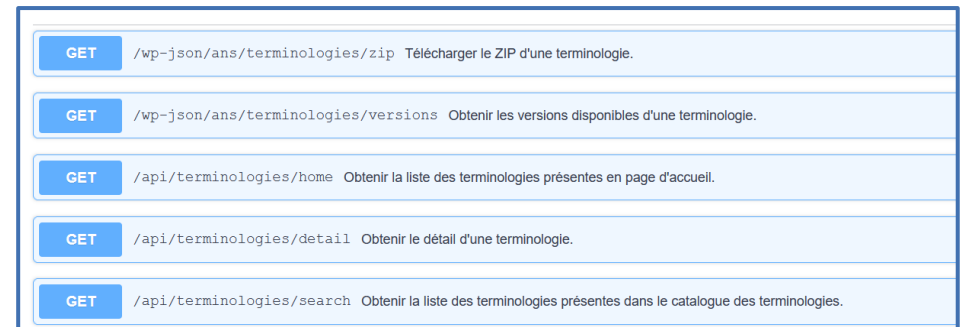 GET /wp-json/ans/terminologies/zip Télécharger le ZIP d'une terminologie.
GET /wp-json/ans/terminologies/versions Obtenir les versions disponibles d'une terminologie.
GET /api/terminologies/home Obtenir la liste des terminologies présentes en page d'accueil.
GET /api/terminologies/detail Obtenir le détail d'une terminologie.
GET /api/terminologies/search Obtenir la liste des terminologies présentes dans le catalogue des terminologies.